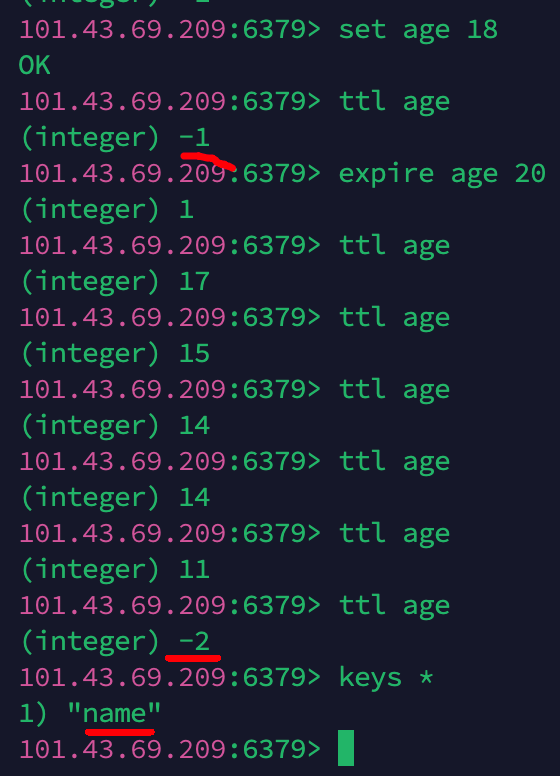 101.43.69.209:6379> set age 18
OK
101.43.69.209:6379> ttl age
(integer) -1
101.43.69.209:6379> expire age 20
(integer) 1
101.43.69.209:6379> ttl age
(integer) 17
101.43.69.209:6379> ttl age
(integer) 15
101.43.69.209:6379> ttl age
(integer) 14
101.43.69.209:6379> ttl age
(integer) 14
101.43.69.209:6379> ttl age
(integer) 11
101.43.69.209:6379> ttl age
(integer) -2
101.43.69.209:6379> keys *
1) "name"
101.43.69.209:6379>